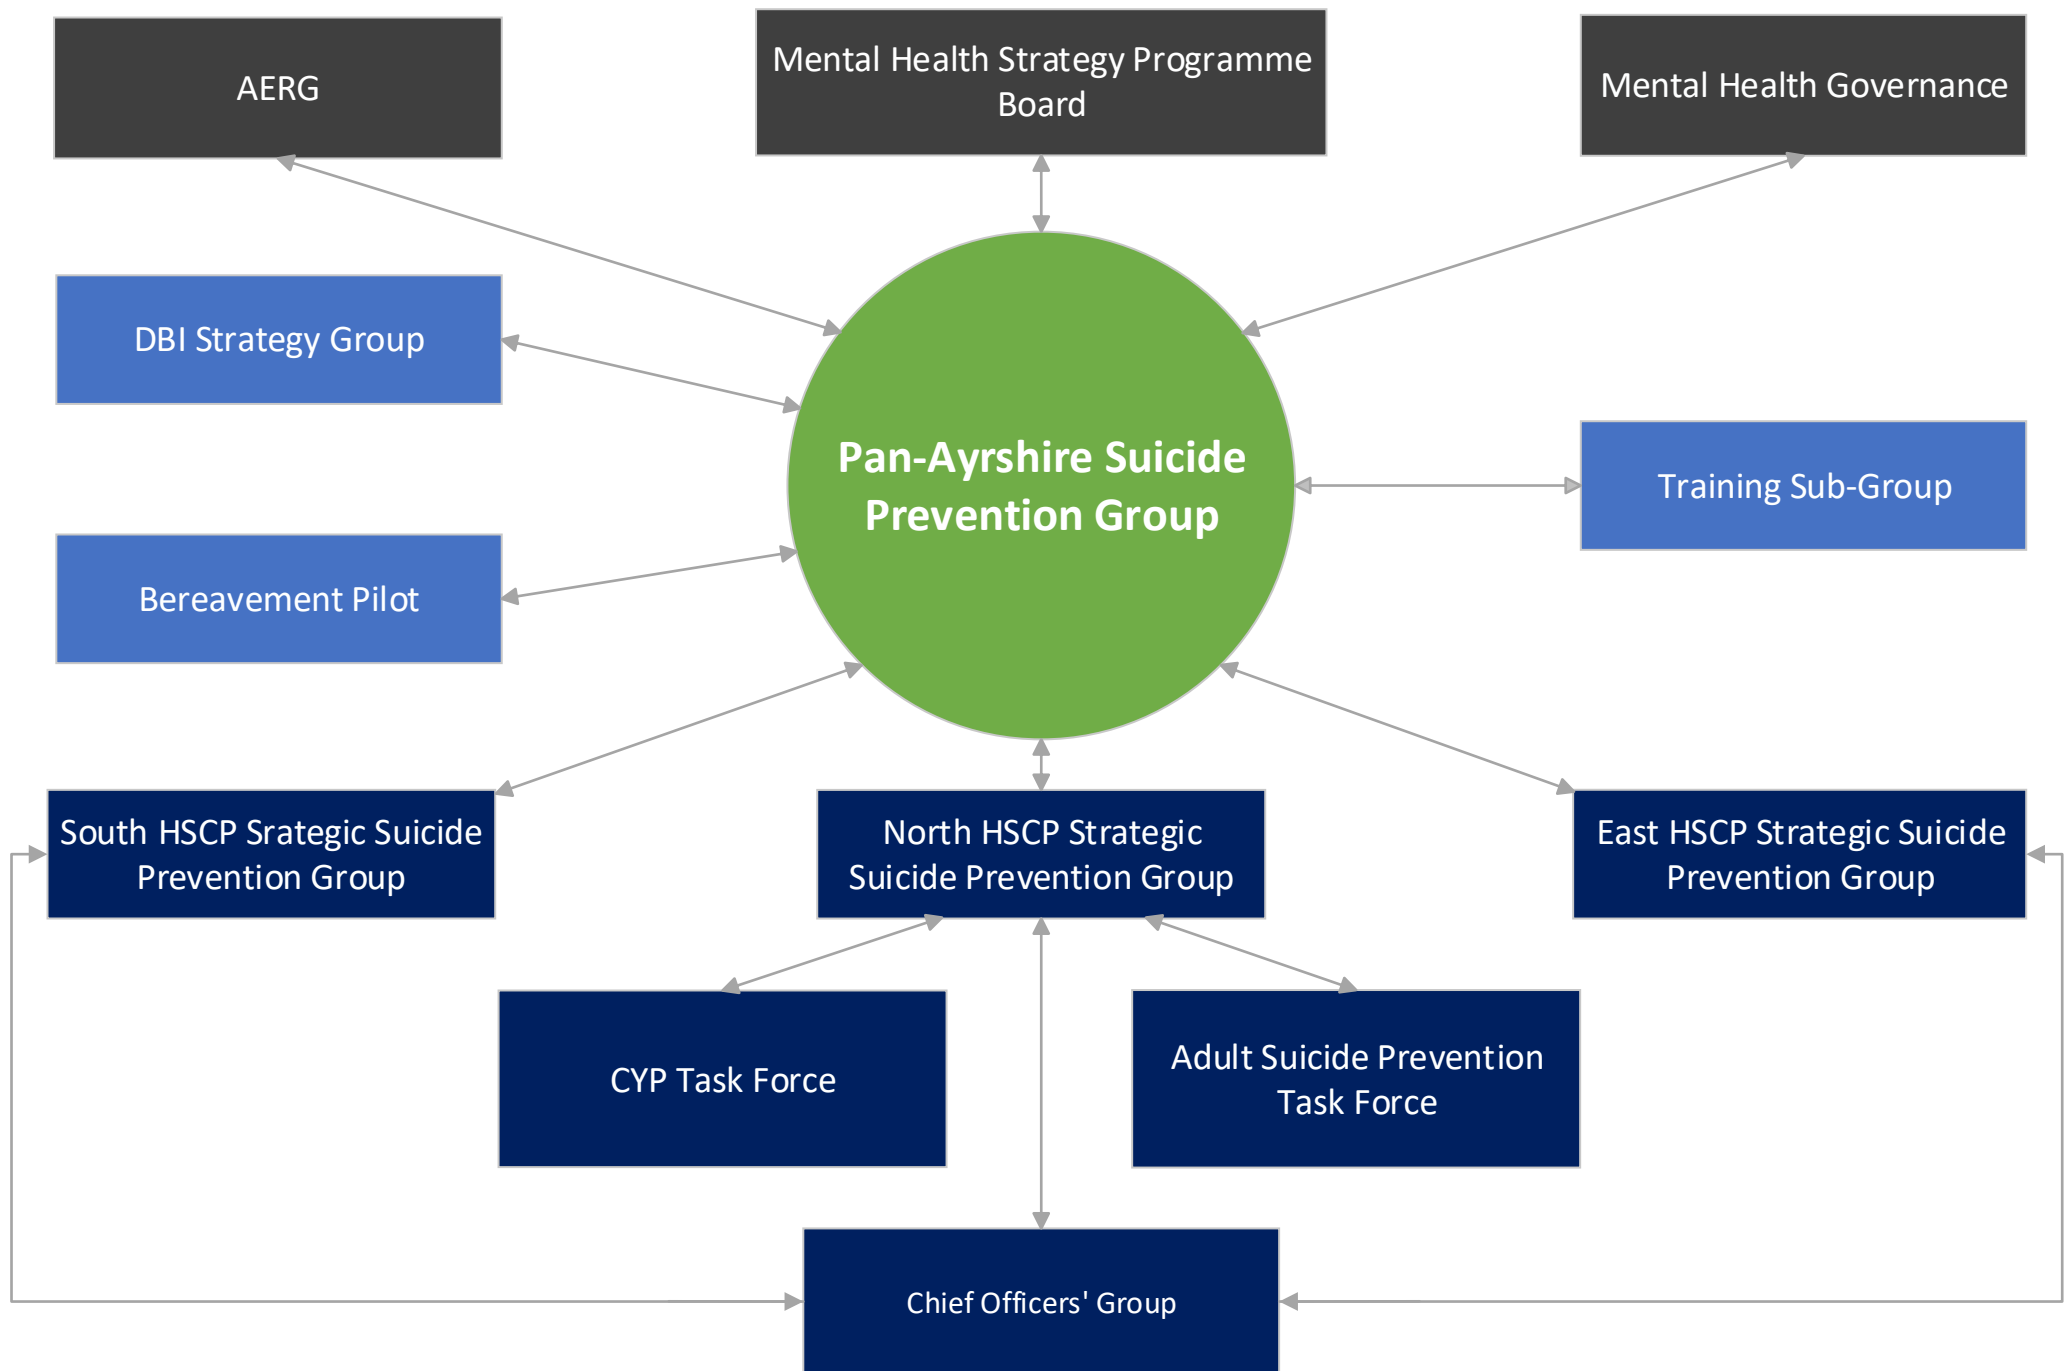 AERG
Mental Health Strategy Programme
Board
Mental Health Governance
DBI Strategy Group
Pan-Ayrshire Suicide
Prevention Group
Training Sub-Group
Bereavement Pilot
South HSCP Srategic Suicide
Prevention Group
North HSCP Strategic
Suicide Prevention Group
East HSCP Strategic Suicide
Prevention Group
CYP Task Force
Adult Suicide Prevention
Task Force
Chief Officers' Group